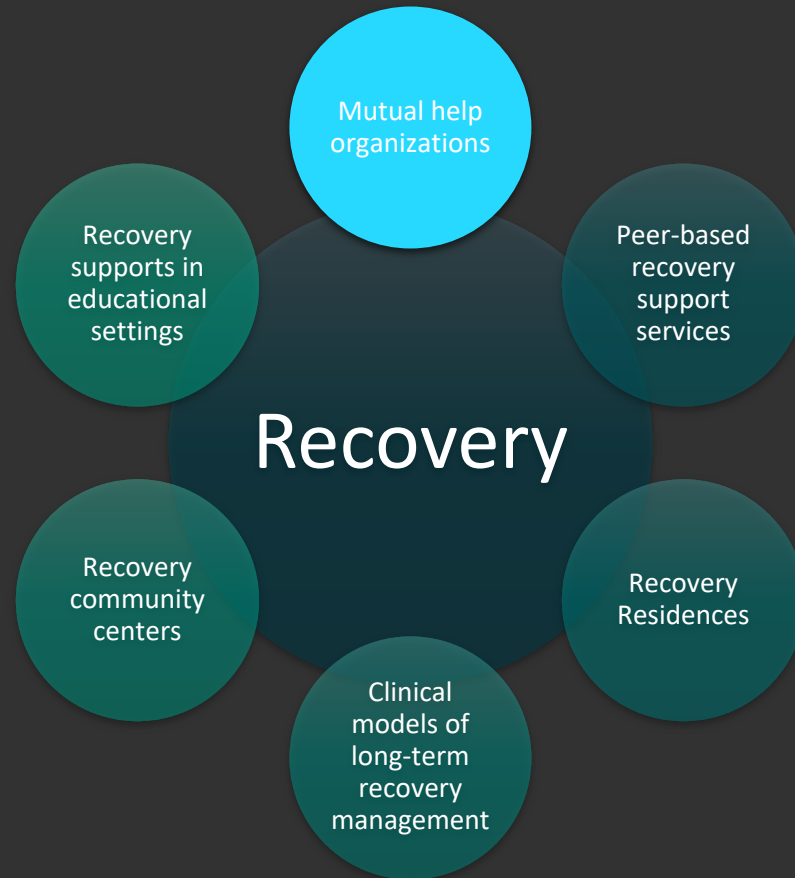 Mutual help
organizations
Peer-based
recovery
support
services
Recovery
Residences
Clinical
models of
long-term
recovery
management
Recovery
community
centers
Recovery
supports in
educational
settings
Recovery